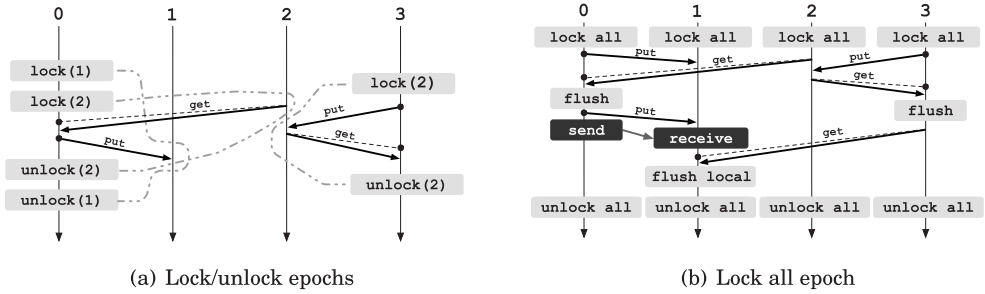 0 1 2 3
lock(1)
lock(2)
lock(2)
get
put
put
get
unlock(2)
unlock(2)
unlock(1)
(a) Lock/unlock epochs
0 1 2 3
lock all lock all lock all lock all
put
put
get
get
flush
flush
put
send
receive
get
flush local
unlock all unlock all unlock all unlock all
(b) Lock all epoch